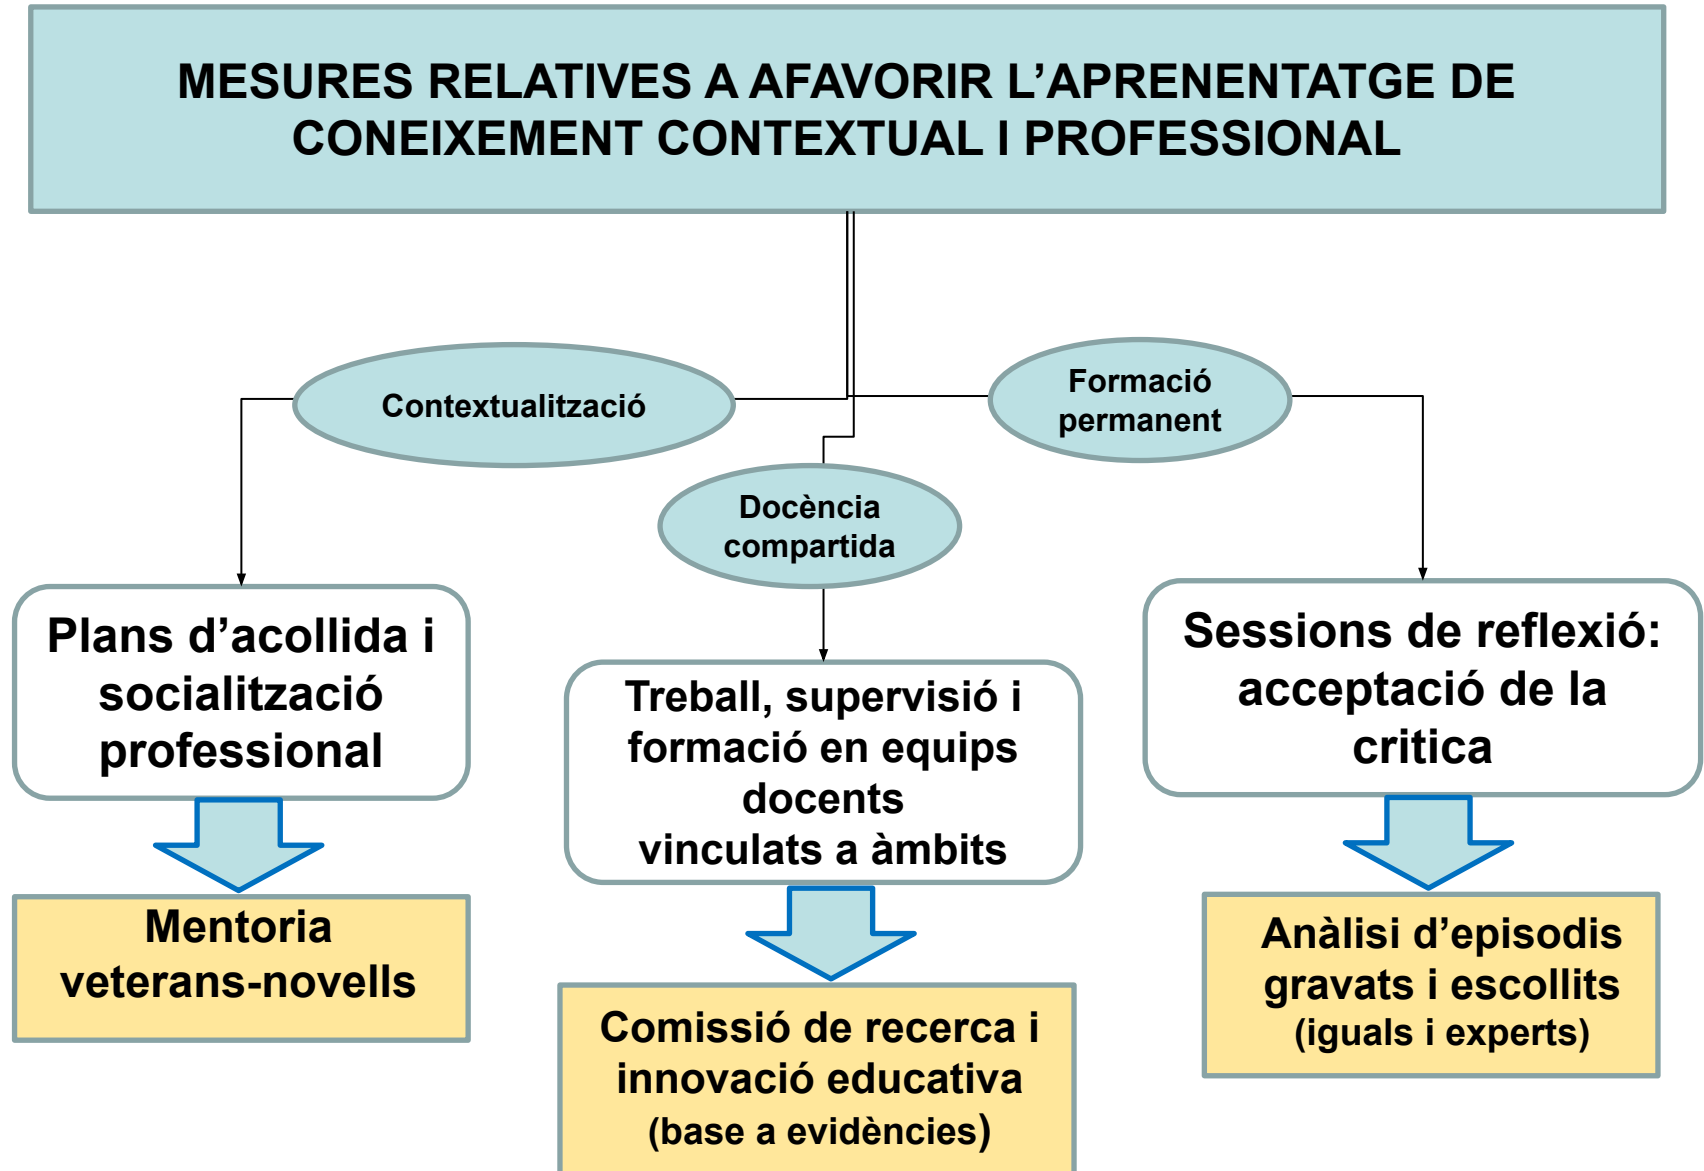 MESURES RELATIVES A AFAVORIR L’APRENENTATGE DE
CONEIXEMENT CONTEXTUAL I PROFESSIONAL
Contextualització
Formació
permanent
Docència
compartida
Plans d’acollida i
socialització
professional
Treball, supervisió i
formació en equips
docents
vinculats a àmbits
Sessions de reflexió:
acceptació de la
critica
Mentoria
veterans-novells
Comissió de recerca i
innovació educativa
(base a evidències)
Anàlisi d’episodis
gravats i escollits
(iguals i experts)